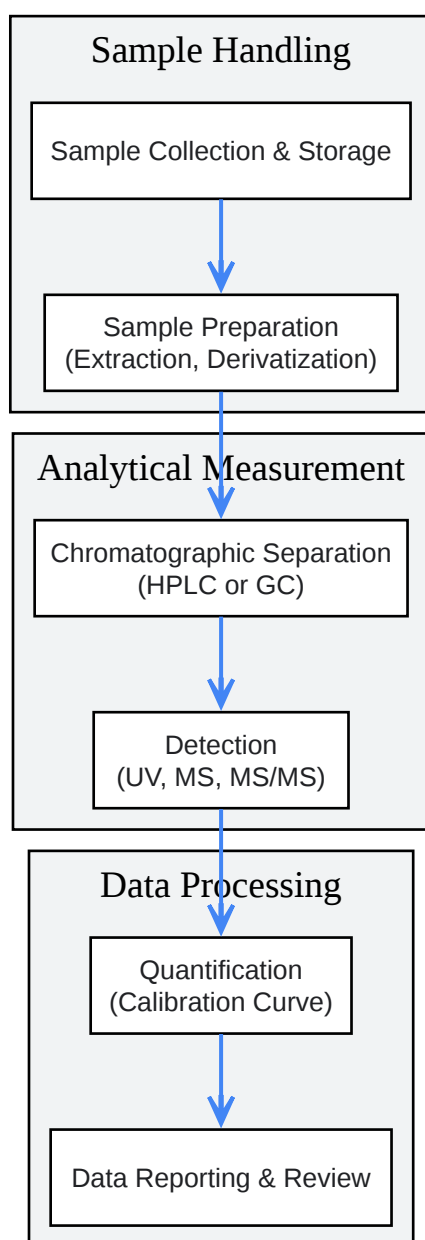 Sample Handling
Sample Collection & Storage
Sample Preparation
(Extraction, Derivatization)
Analytical Measurement
Chromatographic Separation
(HPLC or GC)
Detection
(UV, MS, MS/MS)
Data Processing
Quantification
(Calibration Curve)
Data Reporting & Review